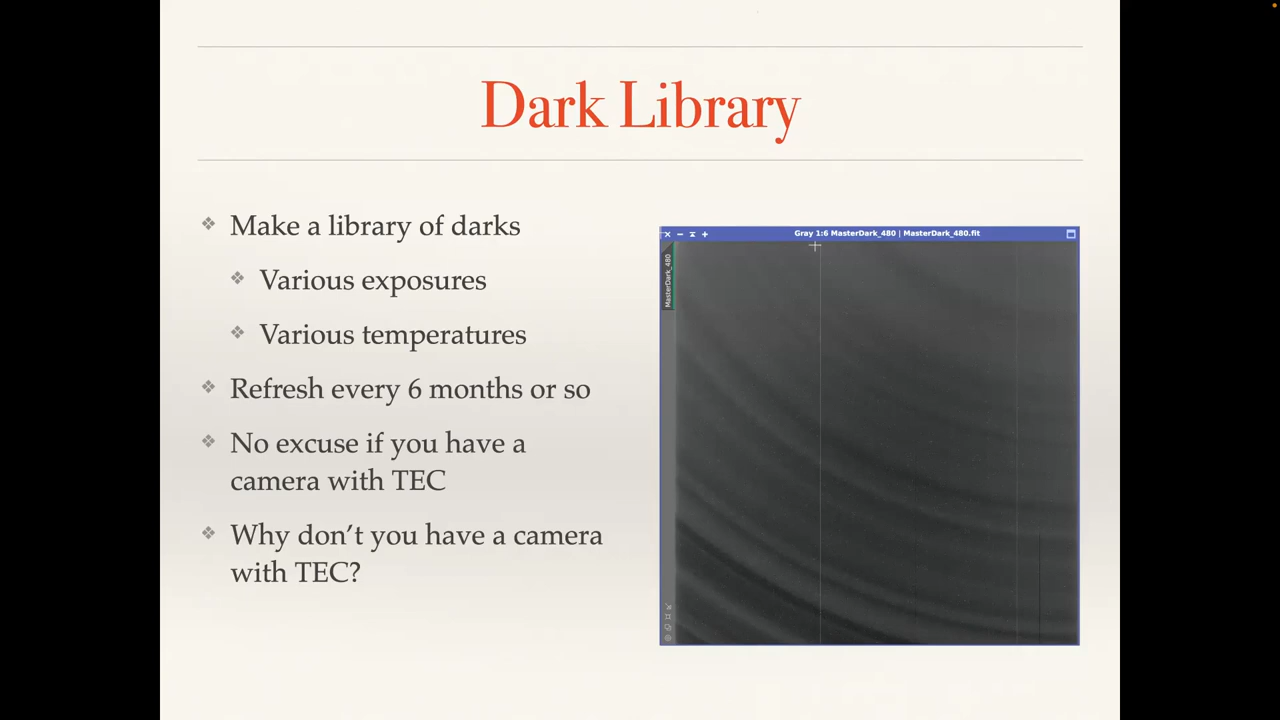 Dark Library
Make a library of darks
Various exposures
Various temperatures
Refresh every 6 months or so
No excuse if you have a
camera with TEC
Why don’t you have a camera
with TEC?
Gray 1:6 MasterDark_480 | MasterDark_480.fit
MasterDark_480